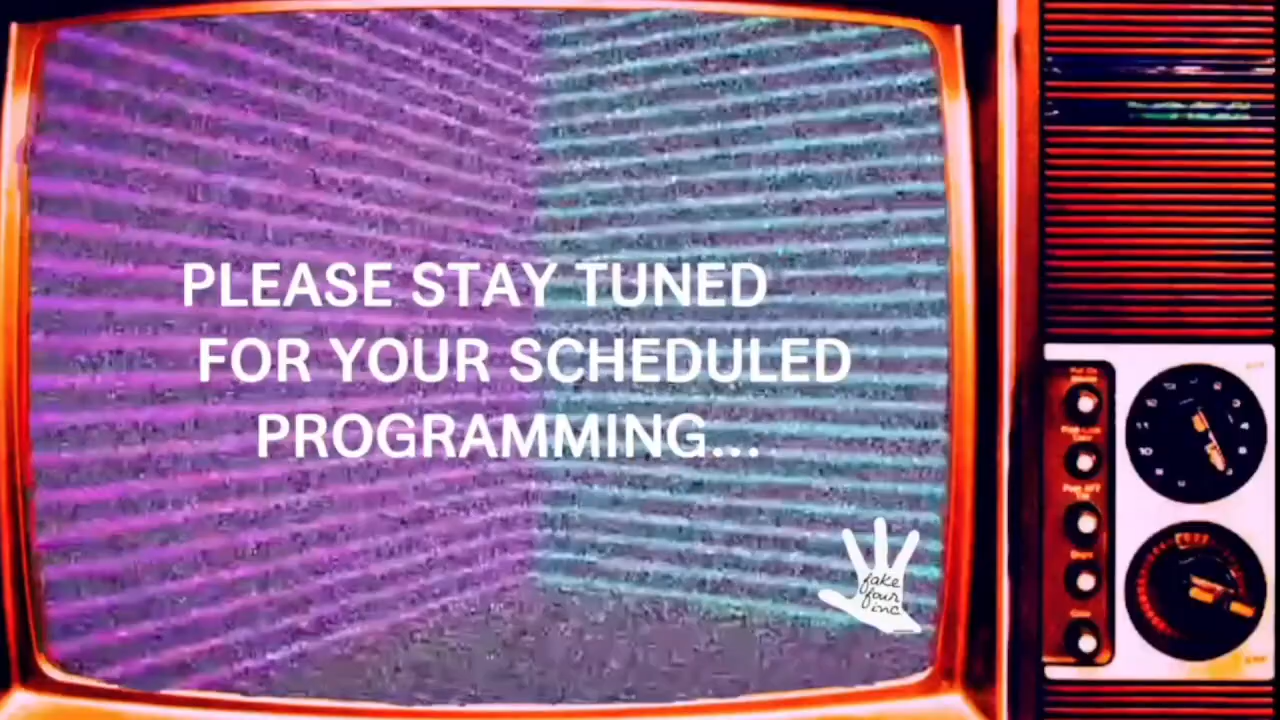 PLEASE STAY TUNED
FOR YOUR SCHEDULED
PROGRAMMING...
fake
four
inc